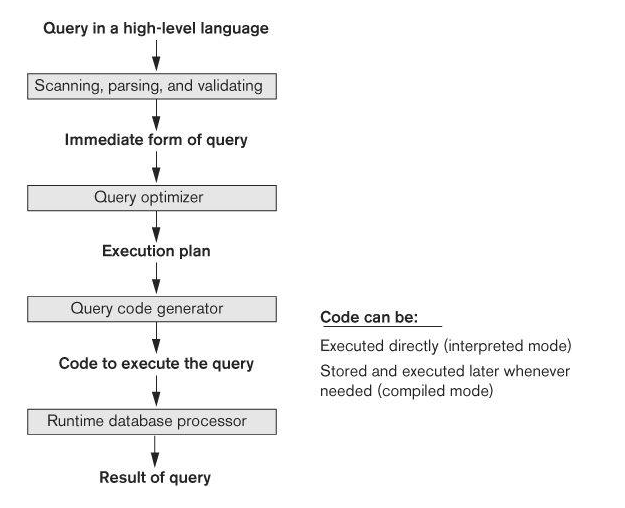 Query in a high-level language
Scanning, parsing, and validating
Immediate form of query
Query optimizer
Execution plan
Query code generator
Code can be:
Executed directly (interpreted mode)
Code to execute the query
Stored and executed later whenever
needed (compiled mode)
Runtime database processor
Result of query